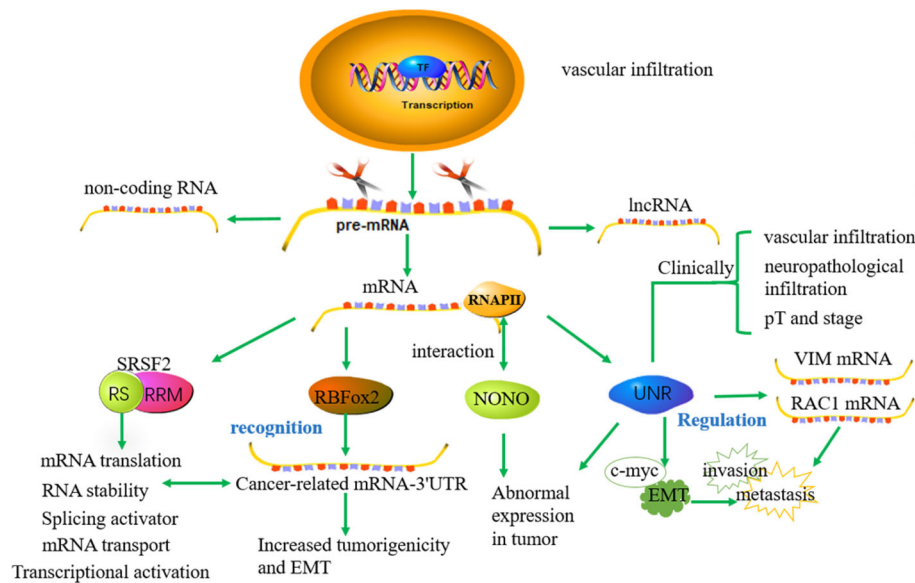 TF
Transcription
vascular infiltration
non-coding RNA
pre-mRNA
lncRNA
mRNA
RNAPII
Clinically
vascular infiltration
neuropathological
infiltration
pT and stage
interaction
SRSF2
RS
RRM
RBFox2
NONO
UNR
VIM mRNA
RAC1 mRNA
recognition
Regulation
mRNA translation
RNA stability
Splicing activator
mRNA transport
Transcriptional activation
Cancer-related mRNA-3'UTR
Increased tumorigenicity
and EMT
Abnormal
expression
in tumor
c-myc
EMT
invasion
metastasis